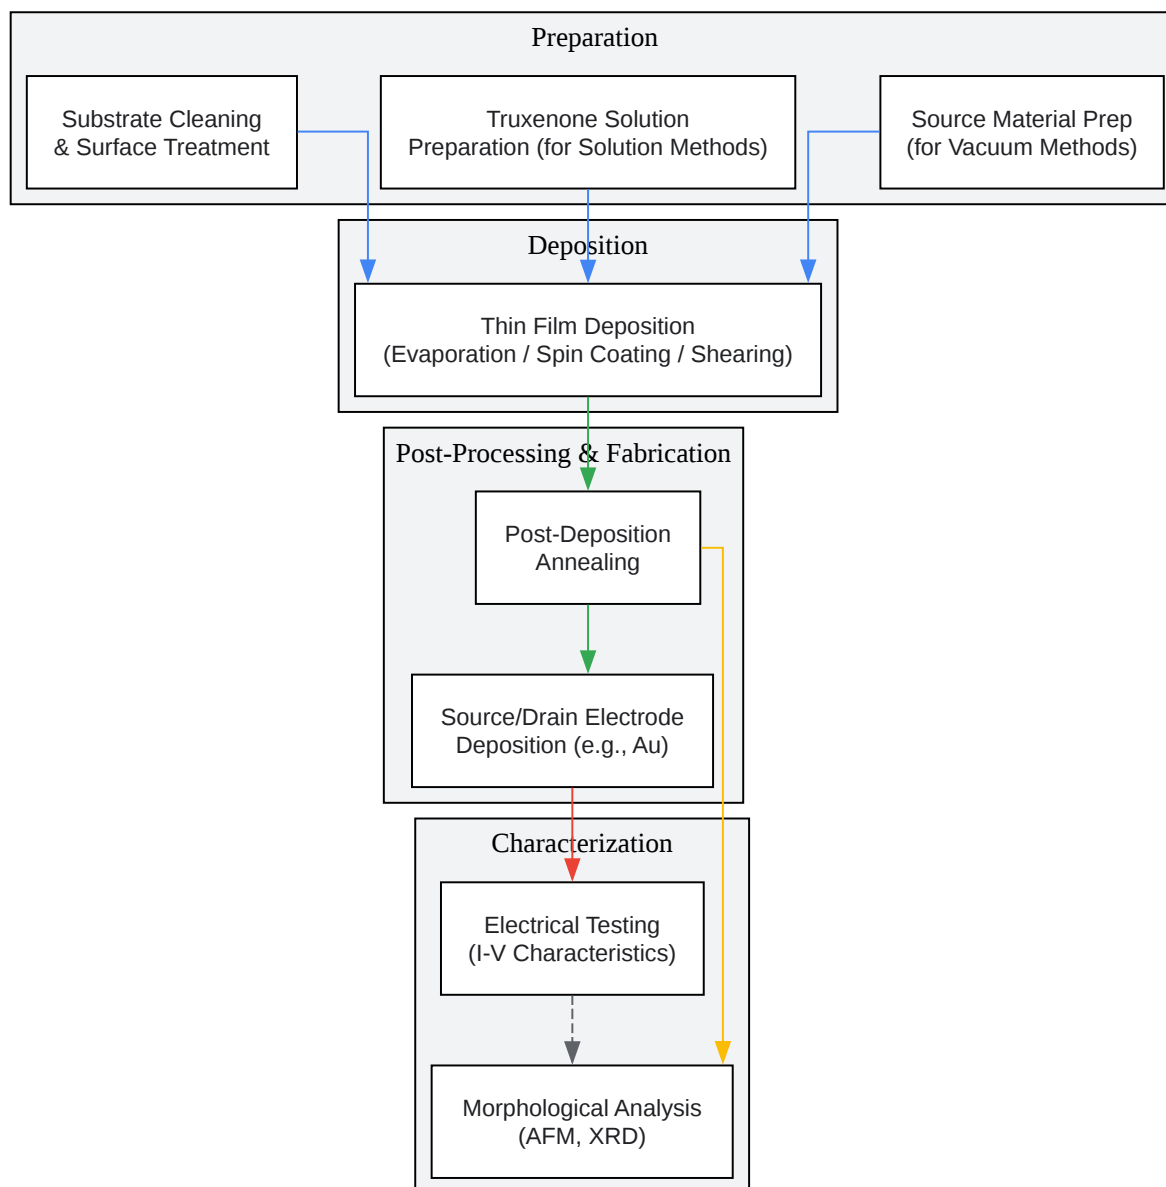 Preparation
Substrate Cleaning
& Surface Treatment
Truxenone Solution
Preparation (for Solution Methods)
Source Material Prep
(for Vacuum Methods)
Deposition
Thin Film Deposition
(Evaporation / Spin Coating / Shearing)
Post-Processing & Fabrication
Post-Deposition
Annealing
Source/Drain Electrode
Deposition (e.g., Au)
Characterization
Electrical Testing
(I-V Characteristics)
Morphological Analysis
(AFM, XRD)